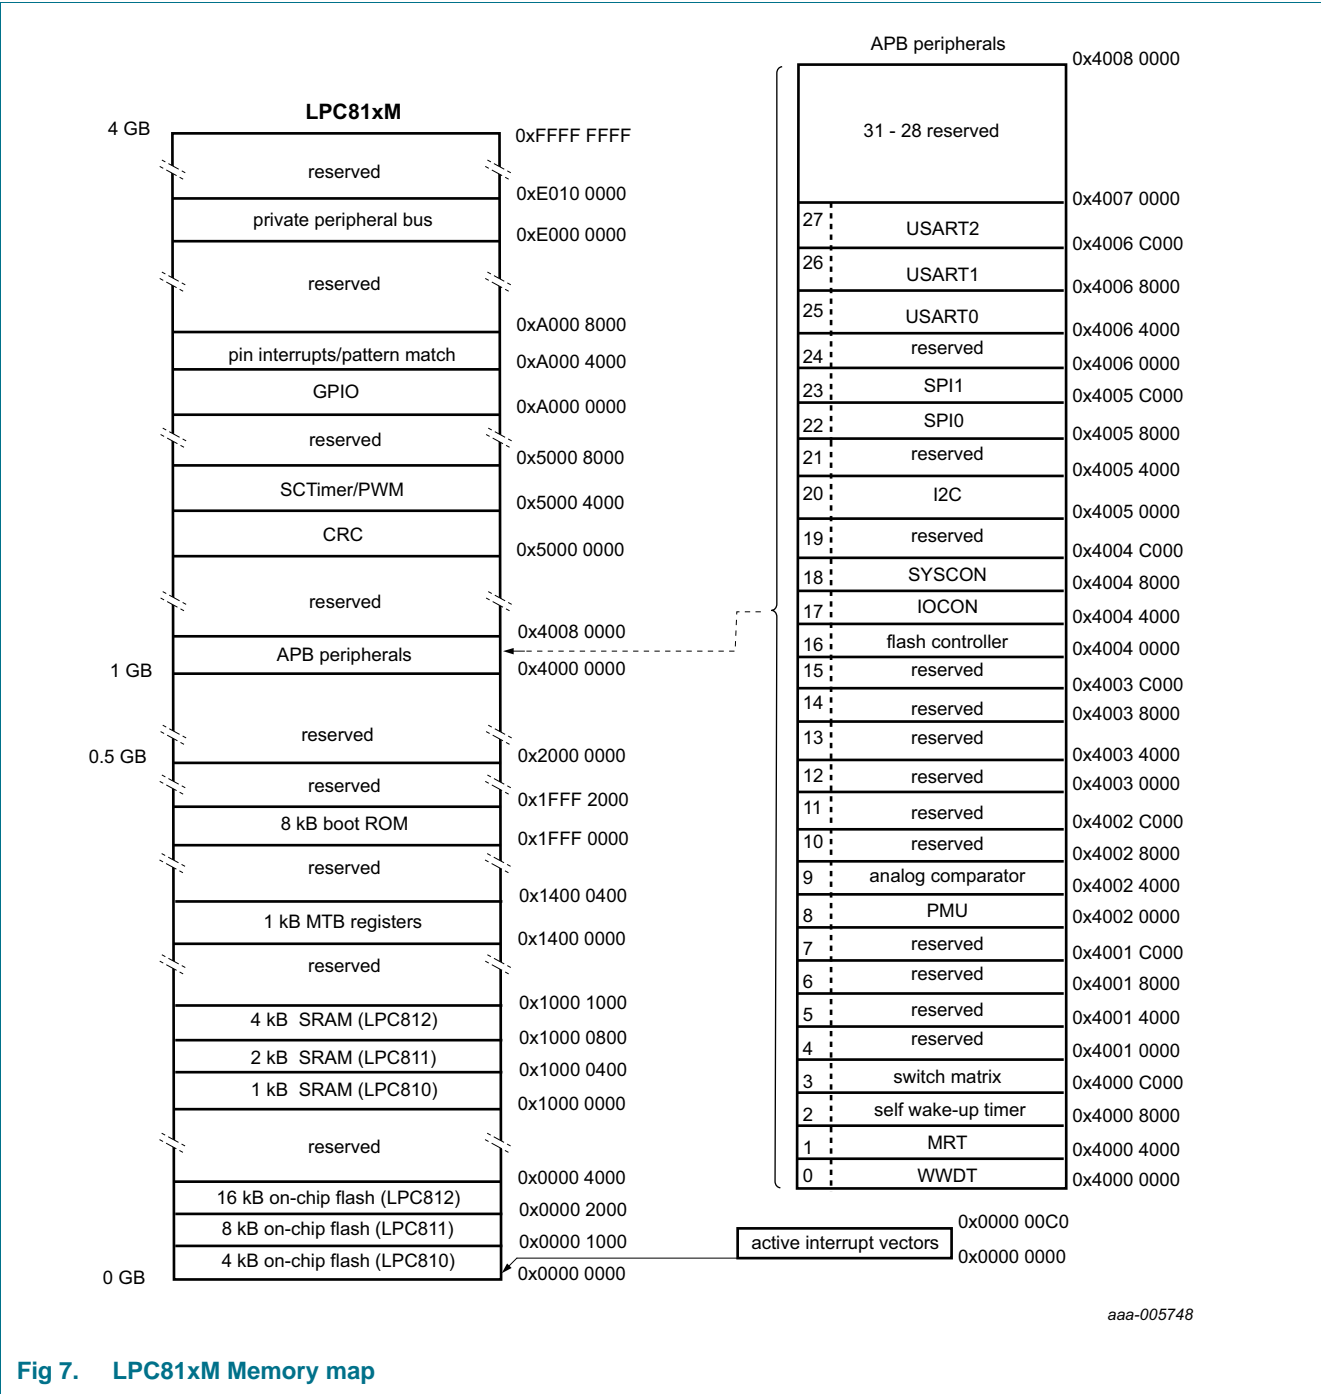 LPC81xM
4 GB
0xFFFF FFFF
reserved
0xE010 0000
private peripheral bus
0xE000 0000
reserved
0xA000 8000
pin interrupts/pattern match
0xA000 4000
GPIO
0xA000 0000
reserved
0x5000 8000
SCTimer/PWM
0x5000 4000
CRC
0x5000 0000
reserved
0x4008 0000
APB peripherals
1 GB
0x4000 0000
reserved
0.5 GB
0x2000 0000
reserved
0x1FFF 2000
8 kB boot ROM
0x1FFF 0000
reserved
0x1400 0400
1 kB MTB registers
0x1400 0000
reserved
0x1000 1000
4 kB SRAM (LPC812)
0x1000 0800
2 kB SRAM (LPC811)
0x1000 0400
1 kB SRAM (LPC810)
0x1000 0000
reserved
0x0000 4000
16 kB on-chip flash (LPC812)
0x0000 2000
8 kB on-chip flash (LPC811)
0x0000 1000
4 kB on-chip flash (LPC810)
0 GB
0x0000 0000
APB peripherals
0x4008 0000
31 - 28 reserved
0x4007 0000
27 USART2
0x4006 C000
26 USART1
0x4006 8000
25 USART0
0x4006 4000
24 reserved
0x4006 0000
23 SPI1
0x4005 C000
22 SPI0
0x4005 8000
21 reserved
0x4005 4000
20 I2C
0x4005 0000
19 reserved
0x4004 C000
18 SYSCON
0x4004 8000
17 IOCON
0x4004 4000
16 flash controller
0x4004 0000
15 reserved
0x4003 C000
14 reserved
0x4003 8000
13 reserved
0x4003 4000
12 reserved
0x4003 0000
11 reserved
0x4002 C000
10 reserved
0x4002 8000
9 analog comparator
0x4002 4000
8 PMU
0x4002 0000
7 reserved
0x4001 C000
6 reserved
0x4001 8000
5 reserved
0x4001 4000
4 reserved
0x4001 0000
3 switch matrix
0x4000 C000
2 self wake-up timer
0x4000 8000
1 MRT
0x4000 4000
0 WWDT
0x4000 0000
0x0000 00C0
active interrupt vectors
0x0000 0000
aaa-005748
Fig 7. LPC81xM Memory map